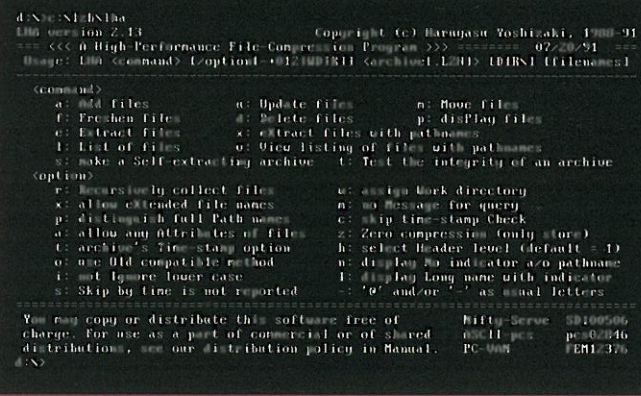 d:\>c:\lzh\lha
LHA version 2.13 Copyright (c) Haruyasu Yoshizaki, 1988-91
=== <<< A High-Performance File-Compression Program >>> ======== 07/20/91 ===
Usage: LHA <command> [/option[-+012|WDIR]] <archive[.LZH]> [DIR\] [filenames]
<command>
a: Add files u: Update files m: Move files
f: Freshen files d: Delete files p: disPlay files
e: Extract files x: eXtract files with pathnames
l: List of files v: View listing of files with pathnames
s: make a Self-extracting archive t: Test the integrity of an archive
<option>
r: Recursively collect files w: assign Work directory
x: allow eXtended file names m: no Message for query
p: distinguish full Path names c: skip time-stamp Check
a: allow any Attributes of files z: Zero compression (only store)
t: archive's Time-stamp option h: select Header level (default = 1)
o: use Old compatible method n: display No indicator a/o pathname
i: not Ignore lower case l: display Long name with indicator
s: Skip by time is not reported -: '@' and/or '-' as usual letters
You may copy or distribute this software free of Nifty-Serve SDI00506
charge. For use as a part of commercial or of shared ASCII-pcs pcs02846
distributions, see our distribution policy in Manual. PC-VAN FEM12376
d:\>